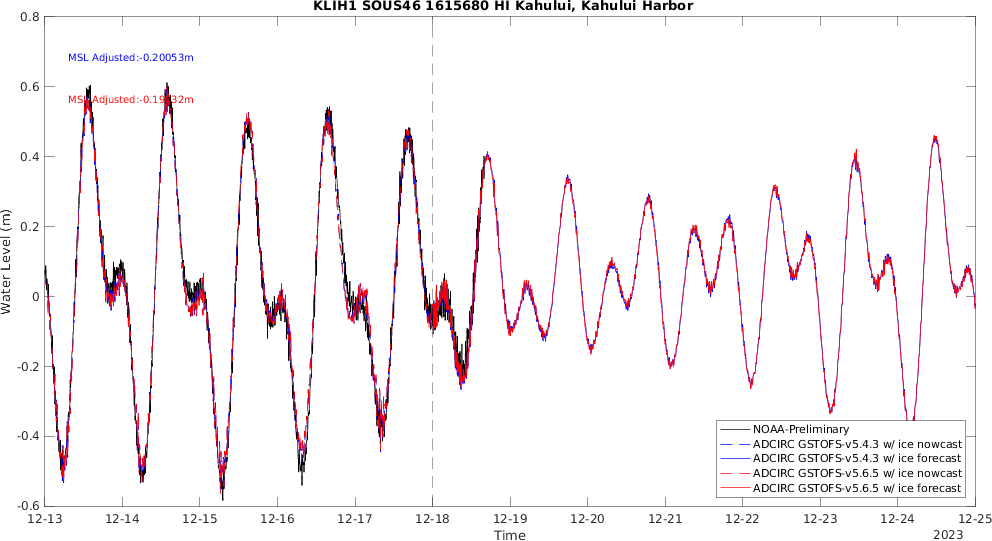 KLIH1 SOUS46 1615680 HI Kahului, Kahului Harbor
0.8
0.6
0.4
0.2
0
-0.2
-0.4
-0.6
Water Level (m)
MSL Adjusted:-0.20053m
MSL Adjusted:
NOAA-Preliminary
ADCIRC GSTOFS-v5.4.3 w/ ice nowcast
ADCIRC GSTOFS-v5.4.3 w/ ice forecast
ADCIRC GSTOFS-v5.6.5 w/ ice nowcast
ADCIRC GSTOFS-v5.6.5 w/ ice forecast
12-13 12-14 12-15 12-16 12-17 12-18 12-19 12-20 12-21 12-22 12-23 12-24 12-25
Time
2023